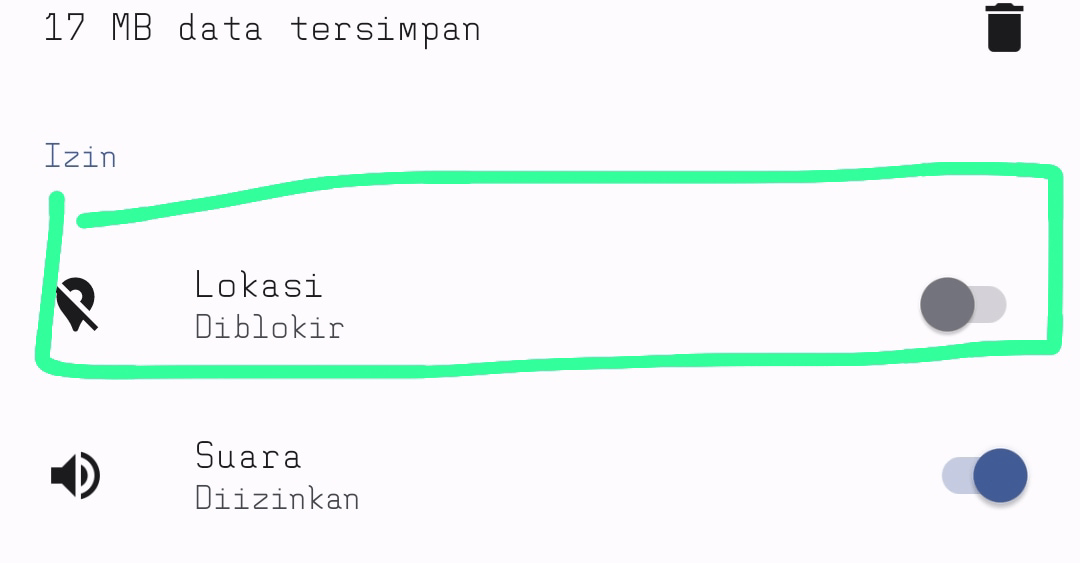 17 MB data tersimpan
Izin
Lokasi
Diblokir
Suara
Diizinkan